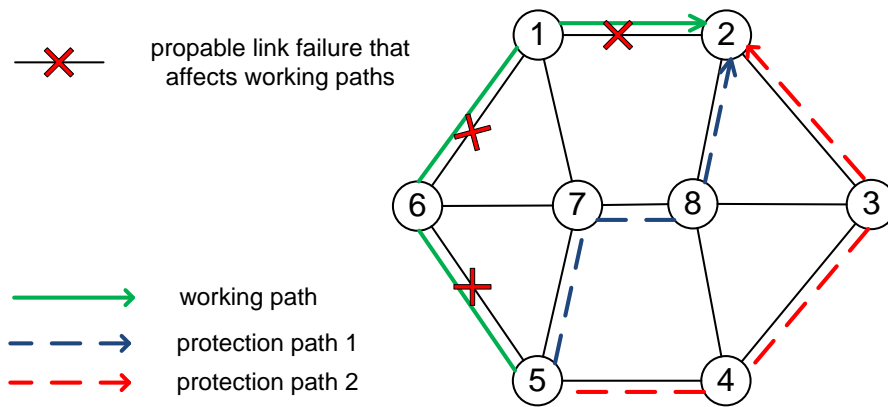 propable link failure that
affects working paths
1
2
6
7
8
3
5
4
working path
protection path 1
protection path 2